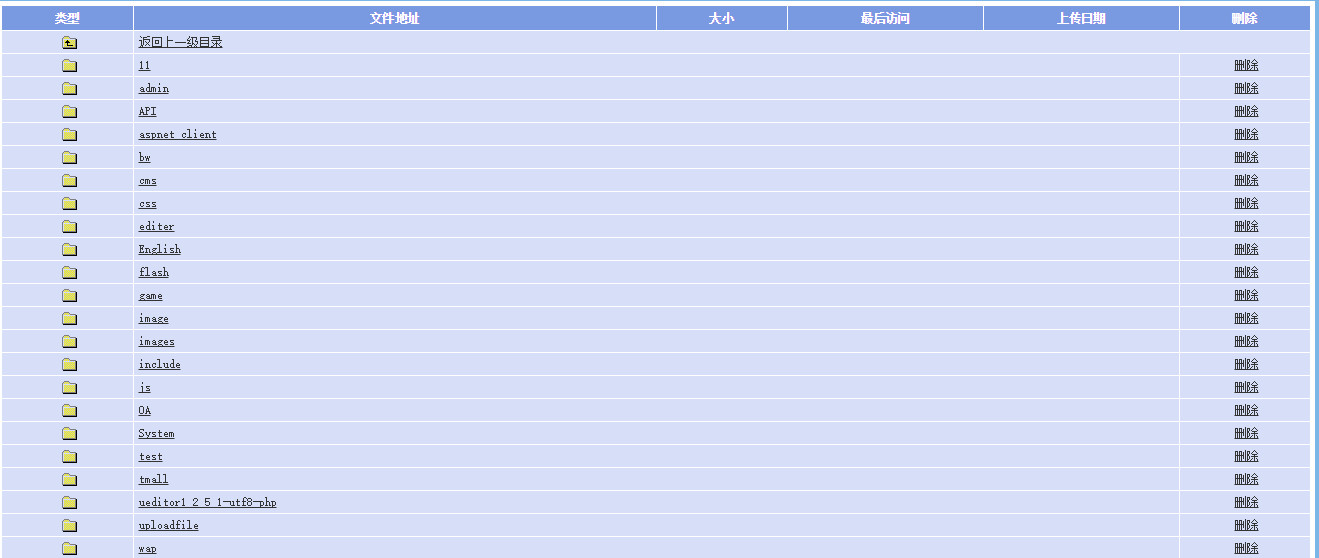 类型 文件地址 大小 最后访问 上传日期 删除
返回上一级目录
11 删除
admin 删除
API 删除
aspnet_client 删除
bw 删除
cms 删除
css 删除
editer 删除
English 删除
flash 删除
game 删除
image 删除
images 删除
include 删除
js 删除
OA 删除
System 删除
test 删除
tmall 删除
ueditor1_2_5_1-utf8-php 删除
uploadfile 删除
wap 删除